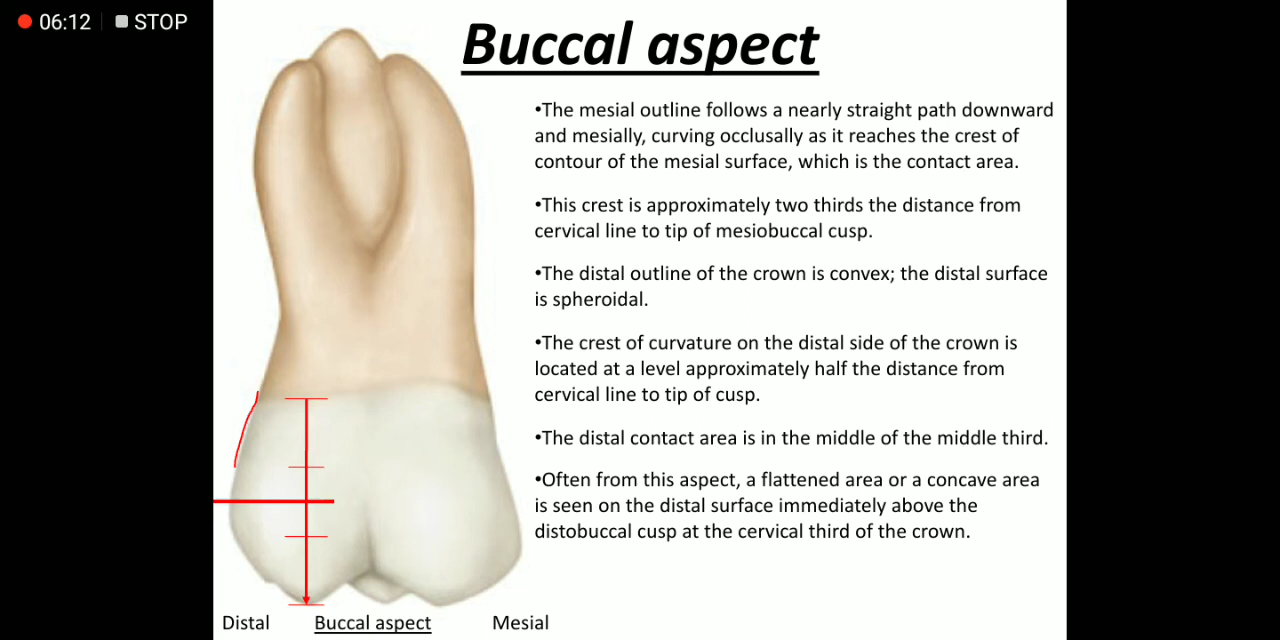 06:12 STOP
Buccal aspect
•The mesial outline follows a nearly straight path downward
and mesially, curving occlusally as it reaches the crest of
contour of the mesial surface, which is the contact area.
•This crest is approximately two thirds the distance from
cervical line to tip of mesiobuccal cusp.
•The distal outline of the crown is convex; the distal surface
is spheroidal.
•The crest of curvature on the distal side of the crown is
located at a level approximately half the distance from
cervical line to tip of cusp.
•The distal contact area is in the middle of the middle third.
•Often from this aspect, a flattened area or a concave area
is seen on the distal surface immediately above the
distobuccal cusp at the cervical third of the crown.
Distal Buccal aspect Mesial